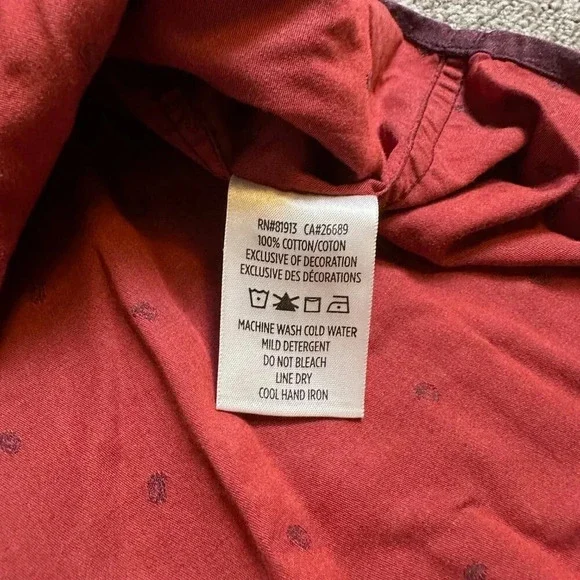 RN#81913 CA#26689
100% COTTON/COTON
EXCLUSIVE OF DECORATION
EXCLUSIVE DES DÉCORATIONS
MACHINE WASH COLD WATER
MILD DETERGENT
DO NOT BLEACH
LINE DRY
COOL HAND IRON